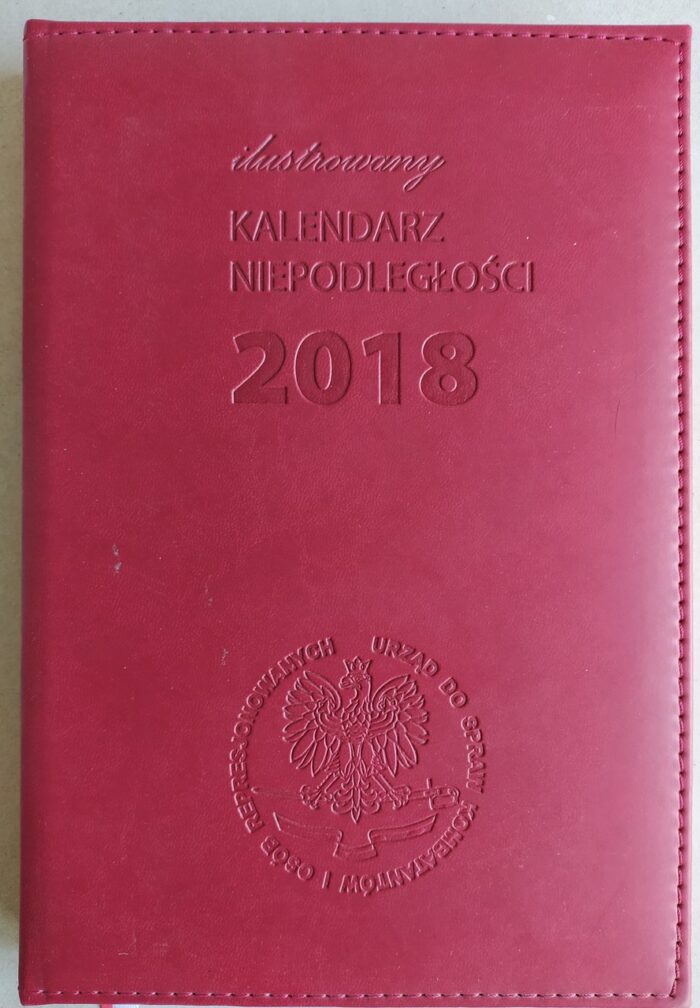 ilustrowany
KALENDARZ
NIEPODLEGŁOŚCI
2018
URZĄD DO SPRAW KOMBATANTÓW I OSÓB REPRESJONOWANYCH